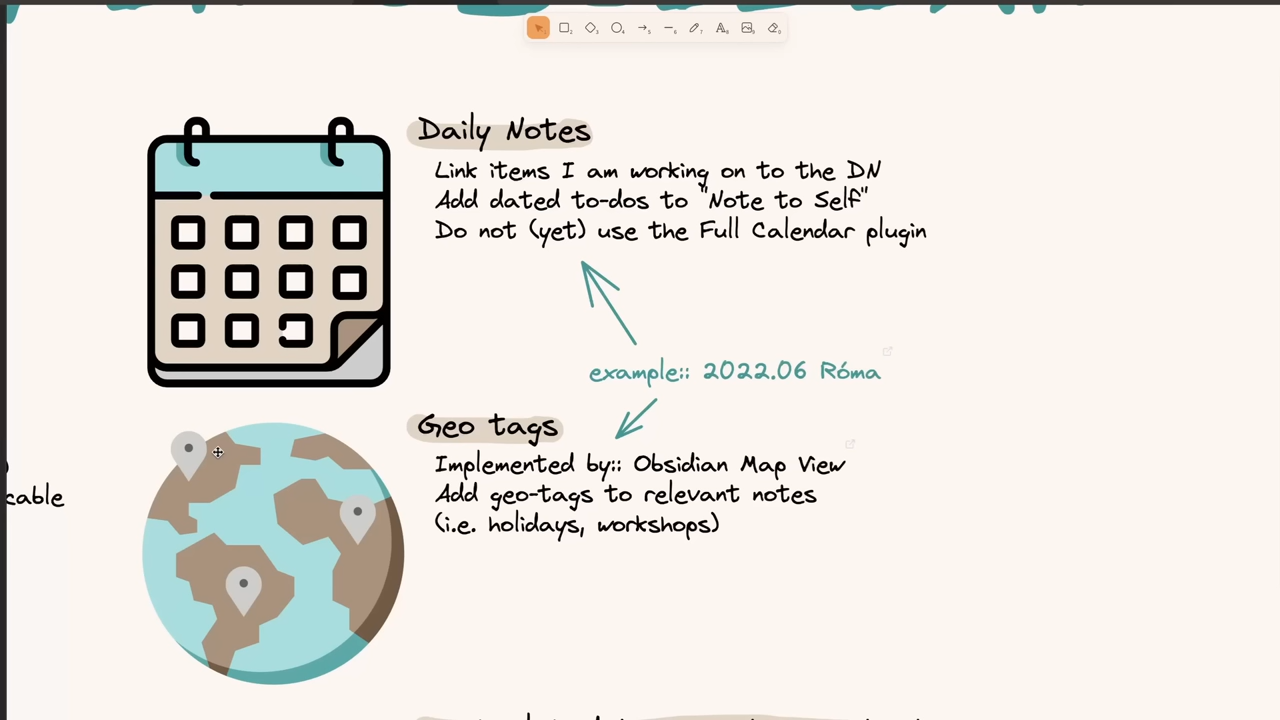 Daily Notes
Link items I am working on to the DN
Add dated to-dos to "Note to Self"
Do not (yet) use the Full Calendar plugin
example:: 2022.06 Róma
Geo tags
Implemented by:: Obsidian Map View
Add geo-tags to relevant notes
(i.e. holidays, workshops)
cable